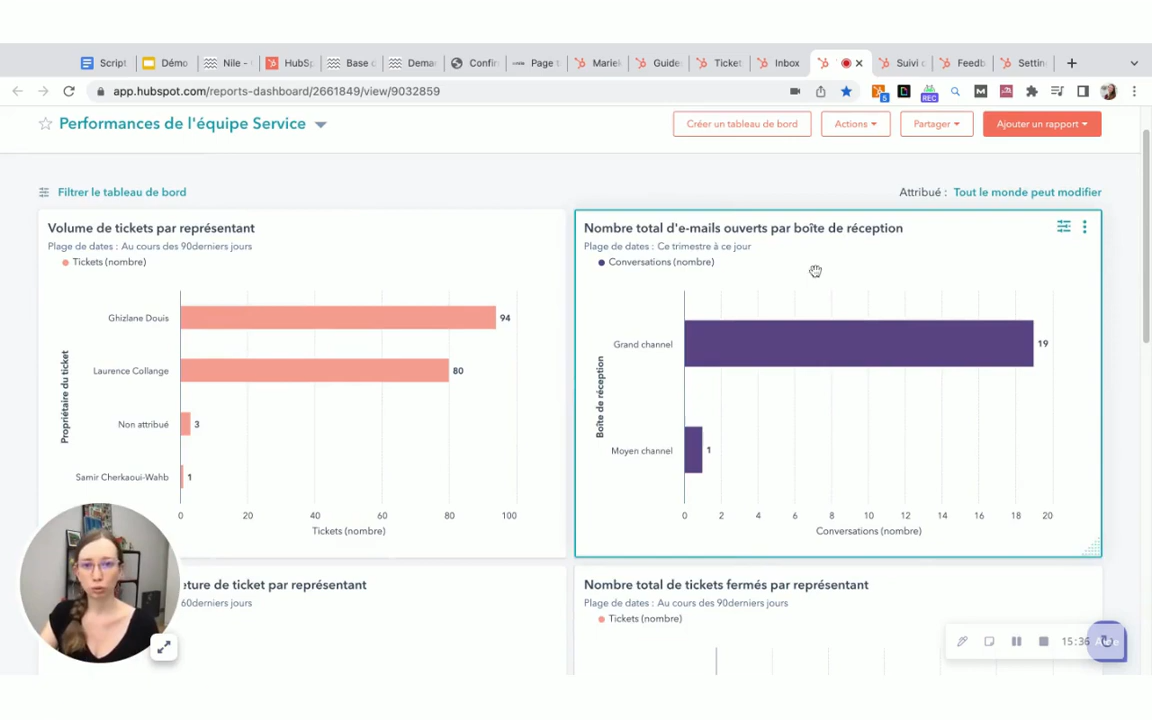 Script
Démo
Nile -
HubSp
Base d
Dema
Confir
Page t
Mariel
Guide
Ticket
Inbox
Suivi c
Feedb
Settin
app.hubspot.com/reports-dashboard/2661849/view/9032859
5
REC
Performances de l'équipe Service
Créer un tableau de bord
Actions
Partager
Ajouter un rapport
Filtrer le tableau de bord
Attribué : Tout le monde peut modifier
Volume de tickets par représentant
Plage de dates : Au cours des 90derniers jours
Tickets (nombre)
Propriétaire du ticket
Ghizlane Douis
94
Laurence Collange
80
Non attribué
3
Samir Cherkaoui-Wahb
1
0 20 40 60 80 100
Tickets (nombre)
Nombre total d'e-mails ouverts par boîte de réception
Plage de dates : Ce trimestre à ce jour
Conversations (nombre)
Boîte de réception
Grand channel
19
Moyen channel
1
0 2 4 6 8 10 12 14 16 18 20
Conversations (nombre)
eture de ticket par représentant
60derniers jours
Nombre total de tickets fermés par représentant
Plage de dates : Au cours des 90derniers jours
Tickets (nombre)
15:36